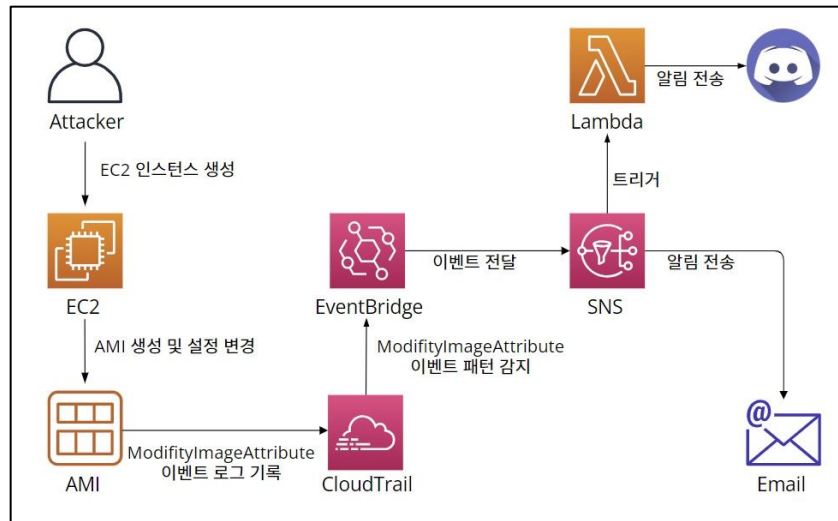 Attacker
EC2 인스턴스 생성
EC2
AMI 생성 및 설정 변경
AMI
ModifityImageAttribute
이벤트 로그 기록
CloudTrail
ModifityImageAttribute
이벤트 패턴 감지
EventBridge
이벤트 전달
SNS
트리거
Lambda
알림 전송
알림 전송
@
Email